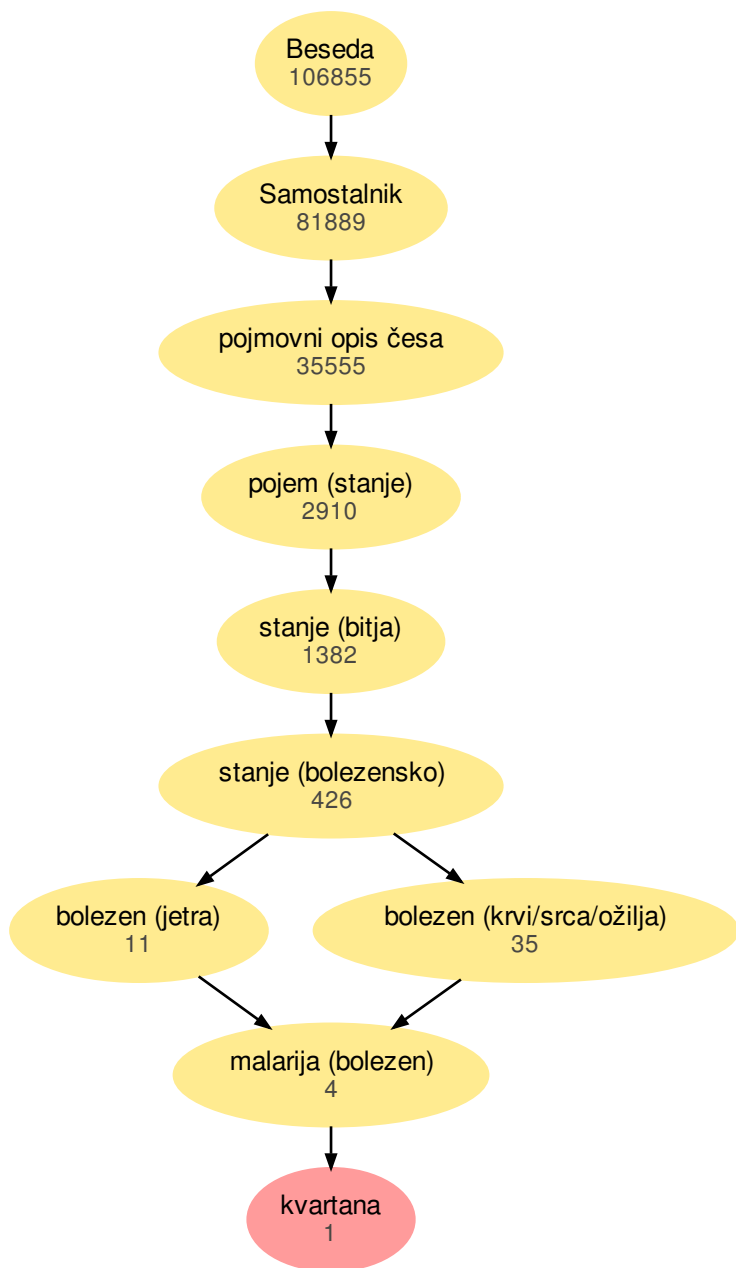 Beseda
106855
Samostalnik
81889
pojmovni opis česa
35555
pojem (stanje)
2910
stanje (bitja)
1382
stanje (bolezensko)
426
bolezen (jetra)
11
bolezen (krvi/srca/ožilja)
35
malarija (bolezen)
4
kvartana
1